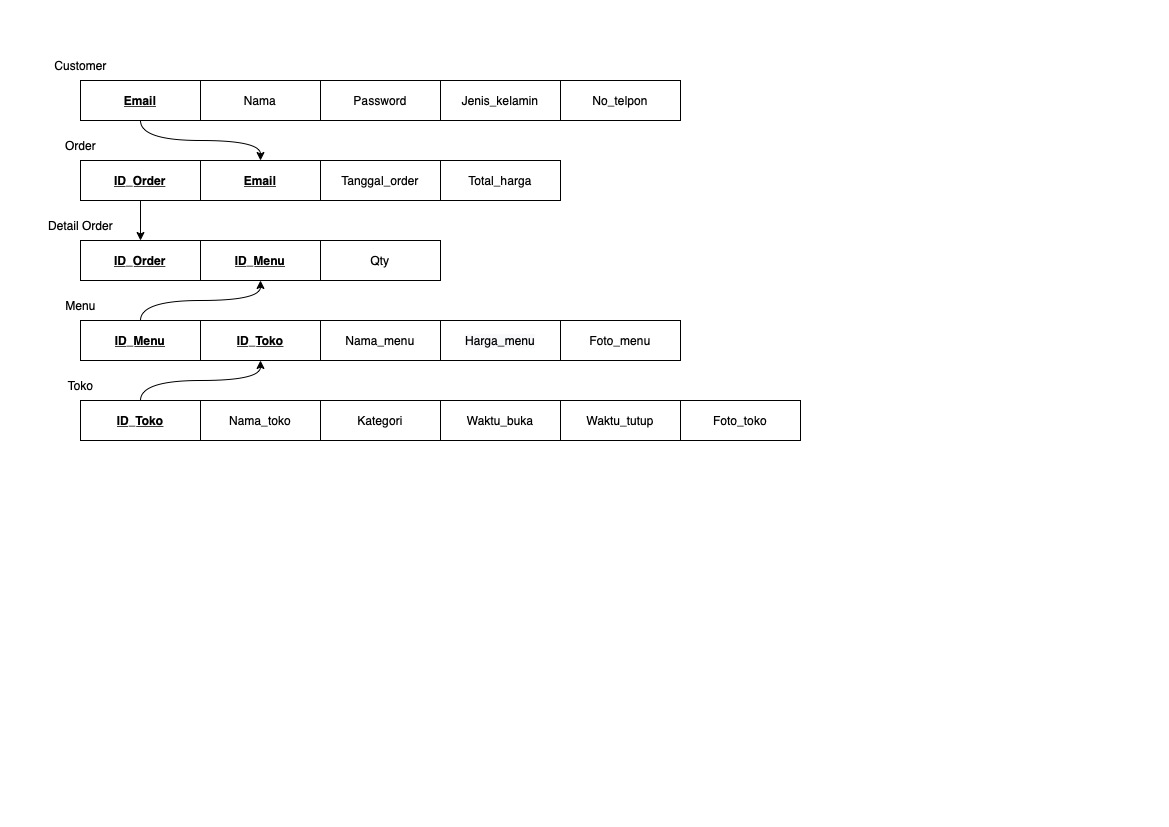 Customer
Email Nama Password Jenis_kelamin No_telpon
Order
ID_Order Email Tanggal_order Total_harga
Detail Order
ID_Order ID_Menu Qty
Menu
ID_Menu ID_Toko Nama_menu Harga_menu Foto_menu
Toko
ID_Toko Nama_toko Kategori Waktu_buka Waktu_tutup Foto_toko